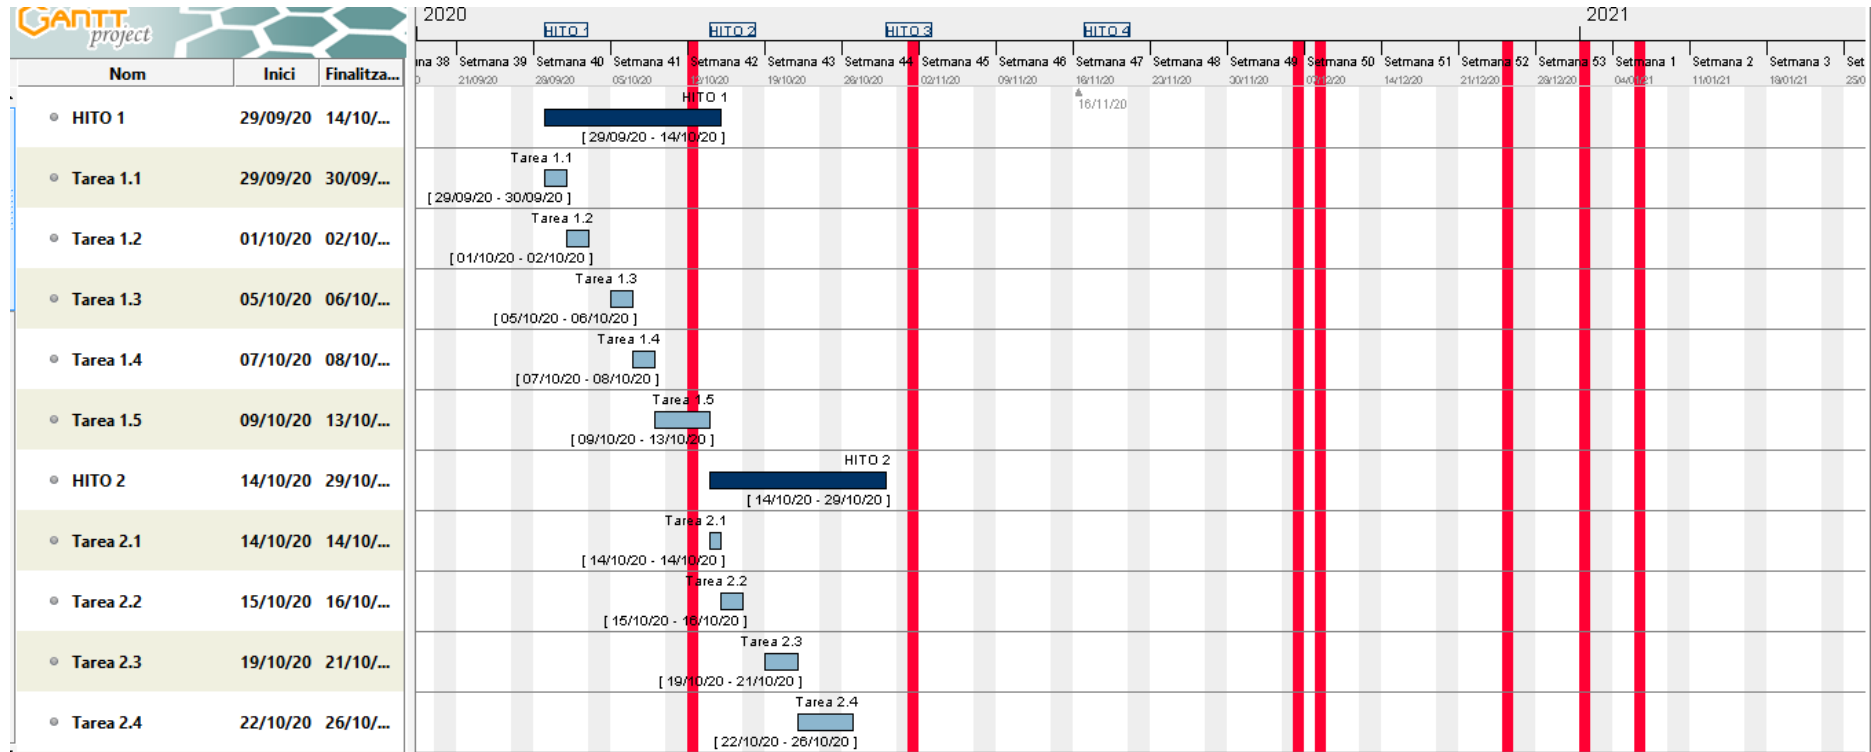 GANTT
project
2020
2021
HITO 1
HITO 2
HITO 3
HITO 4
Nom
Inici
Finalitza...
na 38
Setmana 39
Setmana 40
Setmana 41
Setmana 42
Setmana 43
Setmana 44
Setmana 45
Setmana 46
Setmana 47
Setmana 48
Setmana 49
Setmana 50
Setmana 51
Setmana 52
Setmana 53
Setmana 1
Setmana 2
Setmana 3
Set
21/09/20
28/09/20
05/10/20
12/10/20
19/10/20
26/10/20
02/11/20
09/11/20
16/11/20
23/11/20
30/11/20
07/12/20
14/12/20
21/12/20
28/12/20
04/01/21
11/01/21
18/01/21
25/0
16/11/20
HITO 1 29/09/20 14/10/...
HITO 1
[ 29/09/20 - 14/10/20 ]
Tarea 1.1 29/09/20 30/09/...
Tarea 1.1
[ 29/09/20 - 30/09/20 ]
Tarea 1.2 01/10/20 02/10/...
Tarea 1.2
[ 01/10/20 - 02/10/20 ]
Tarea 1.3 05/10/20 06/10/...
Tarea 1.3
[ 05/10/20 - 06/10/20 ]
Tarea 1.4 07/10/20 08/10/...
Tarea 1.4
[ 07/10/20 - 08/10/20 ]
Tarea 1.5 09/10/20 13/10/...
Tarea 1.5
[ 09/10/20 - 13/10/20 ]
HITO 2 14/10/20 29/10/...
HITO 2
[ 14/10/20 - 29/10/20 ]
Tarea 2.1 14/10/20 14/10/...
Tarea 2.1
[ 14/10/20 - 14/10/20 ]
Tarea 2.2 15/10/20 16/10/...
Tarea 2.2
[ 15/10/20 - 16/10/20 ]
Tarea 2.3 19/10/20 21/10/...
Tarea 2.3
[ 19/10/20 - 21/10/20 ]
Tarea 2.4 22/10/20 26/10/...
Tarea 2.4
[ 22/10/20 - 26/10/20 ]